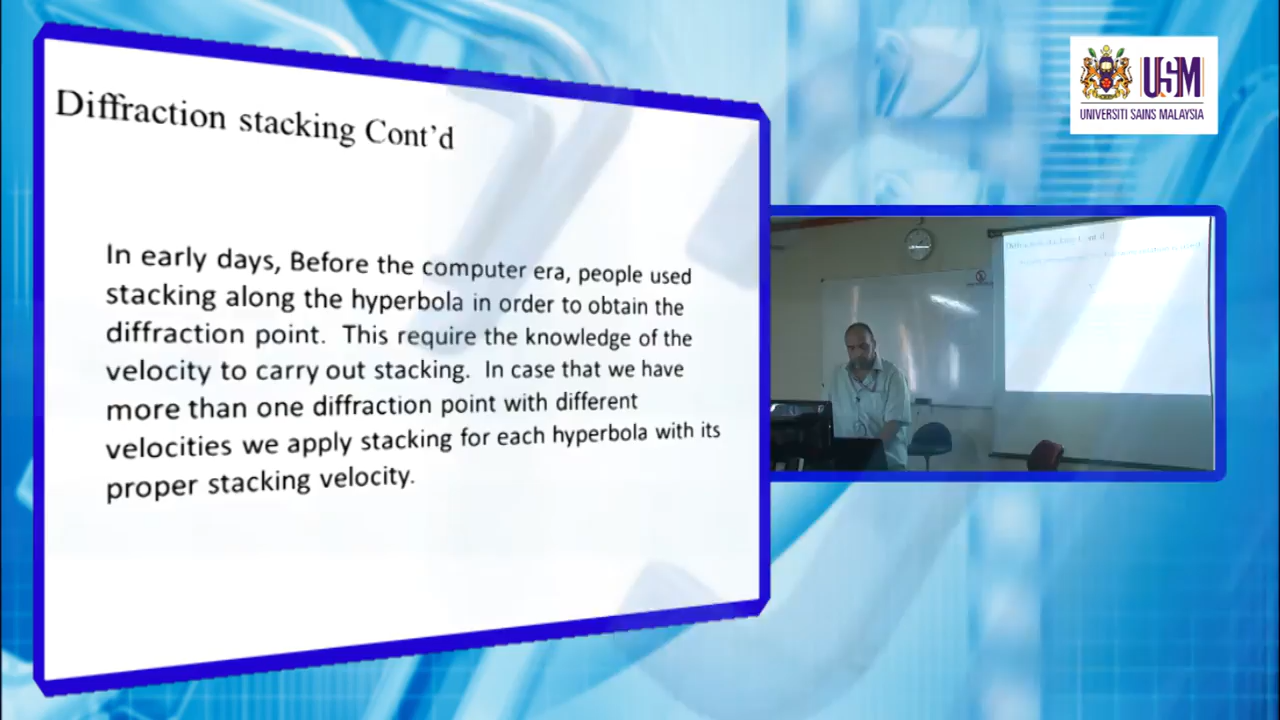 Diffraction stacking Cont'd
In early days, Before the computer era, people used
stacking along the hyperbola in order to obtain the
diffraction point. This require the knowledge of the
velocity to carry out stacking. In case that we have
more than one diffraction point with different
velocities we apply stacking for each hyperbola with its
proper stacking velocity.
USM
UNIVERSITI SAINS MALAYSIA